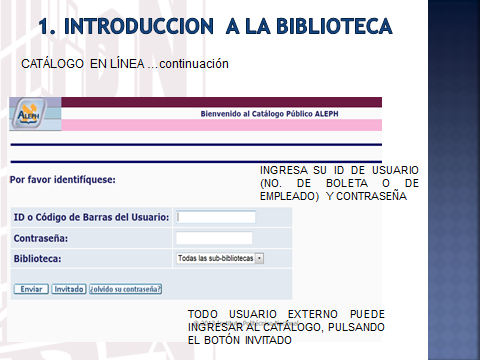 1. INTRODUCCION A LA BIBLIOTECA
CATÁLOGO EN LÍNEA …continuación
ALEPH
Bienvenido al Catálogo Público ALEPH
INGRESA SU ID DE USUARIO
(NO. DE BOLETA O DE
EMPLEADO) Y CONTRASEÑA
Por favor identifíquese:
ID o Código de Barras del Usuario:
Contraseña:
Biblioteca:
Todas las sub-bibliotecas
Enviar
Invitado
¿olvido su contraseña?
TODO USUARIO EXTERNO PUEDE
INGRESAR AL CATÁLOGO, PULSANDO
EL BOTÓN INVITADO